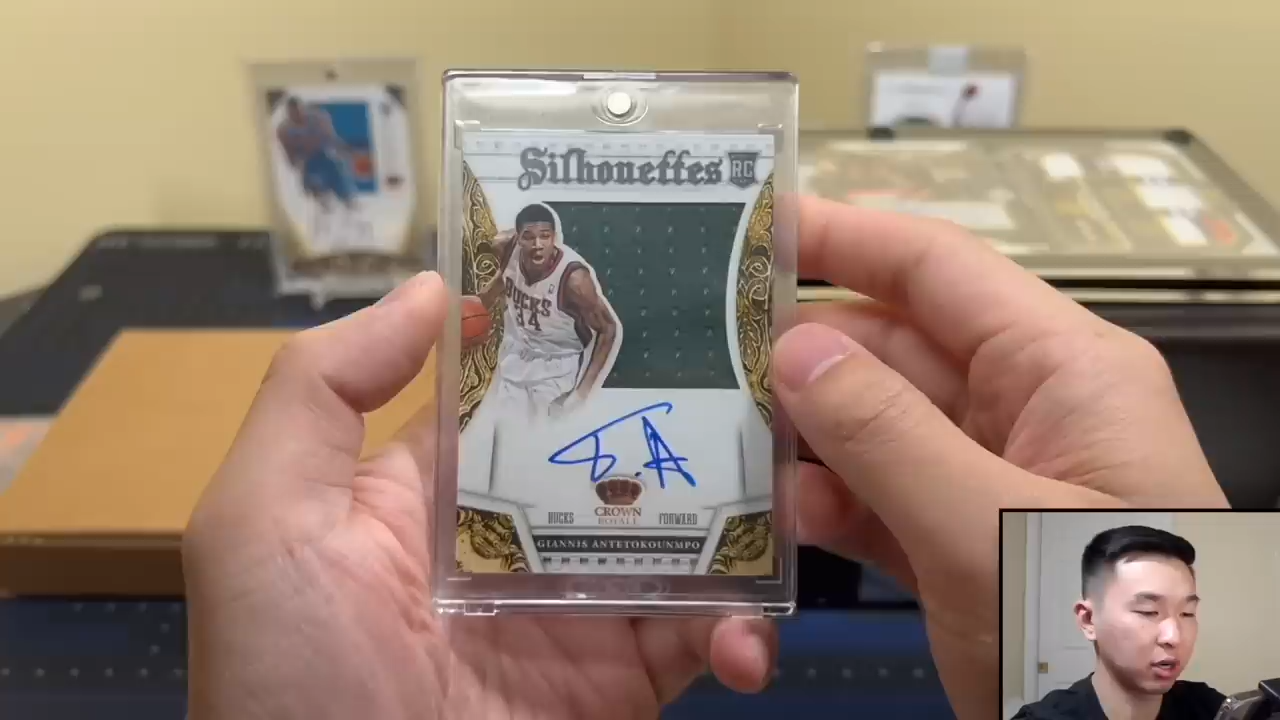 Silhouettes RC
BUCKS
34
G. A
CROWN
ROYALE
BUCKS FORWARD
GIANNIS ANTETOKOUNMPO